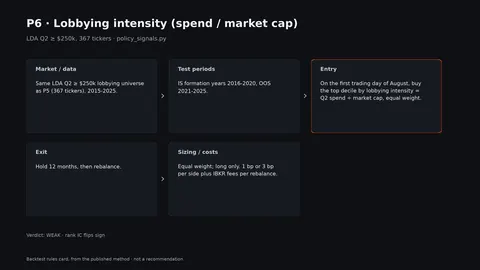 P6 · Lobbying intensity (spend / market cap)
LDA Q2 ≥ $250k, 367 tickers · policy_signals.py
Market / data
Same LDA Q2 ≥ $250k lobbying universe
as P5 (367 tickers), 2015-2025.
›
Test periods
IS formation years 2016-2020, OOS
2021-2025.
›
Entry
On the first trading day of August, buy
the top decile by lobbying intensity =
Q2 spend ÷ market cap, equal weight.
Exit
Hold 12 months, then rebalance.
›
Sizing / costs
Equal weight; long only. 1 bp or 3 bp
per side plus IBKR fees per rebalance.
Verdict: WEAK · rank IC flips sign
Backtest rules card, from the published method · not a recommendation